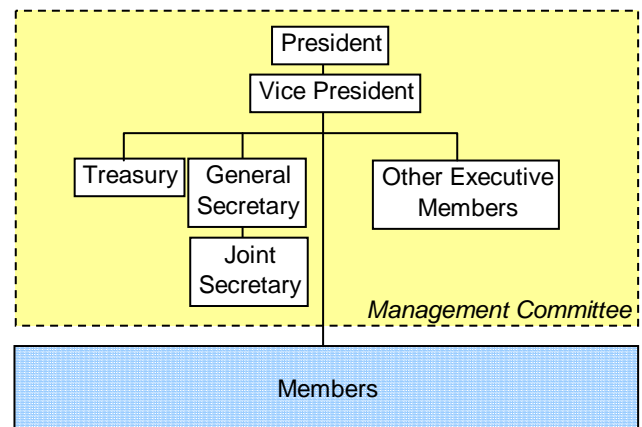 President
Vice President
Treasury
General
Secretary
Other Executive
Members
Joint
Secretary
Management Committee
Members